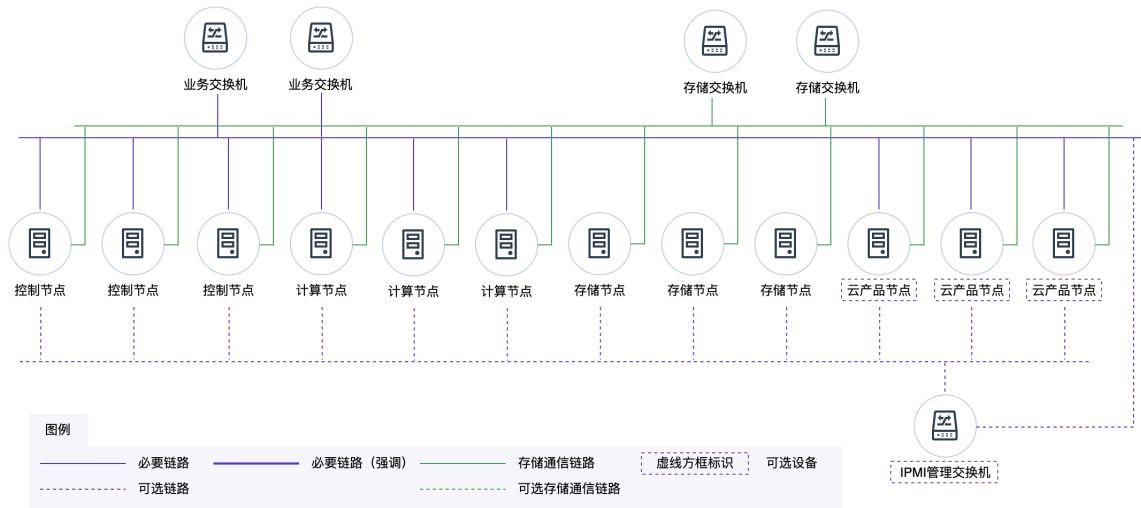 业务交换机
业务交换机
存储交换机
存储交换机
控制节点
控制节点
控制节点
计算节点
计算节点
计算节点
存储节点
存储节点
存储节点
云产品节点
云产品节点
云产品节点
图例
必要链路
必要链路（强调）
存储通信链路
虚线方框标识
可选设备
IPMI管理交换机
可选链路
可选存储通信链路